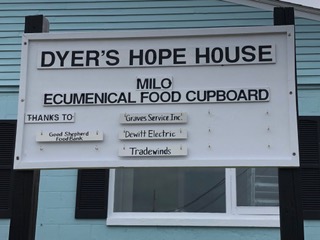 DYER'S HOPE HOUSE
MILO
ECUMENICAL FOOD CUPBOARD
THANKS TO
Good Shepherd
Food Bank
Graves Service Inc.
Dewitt Electric
Tradewinds